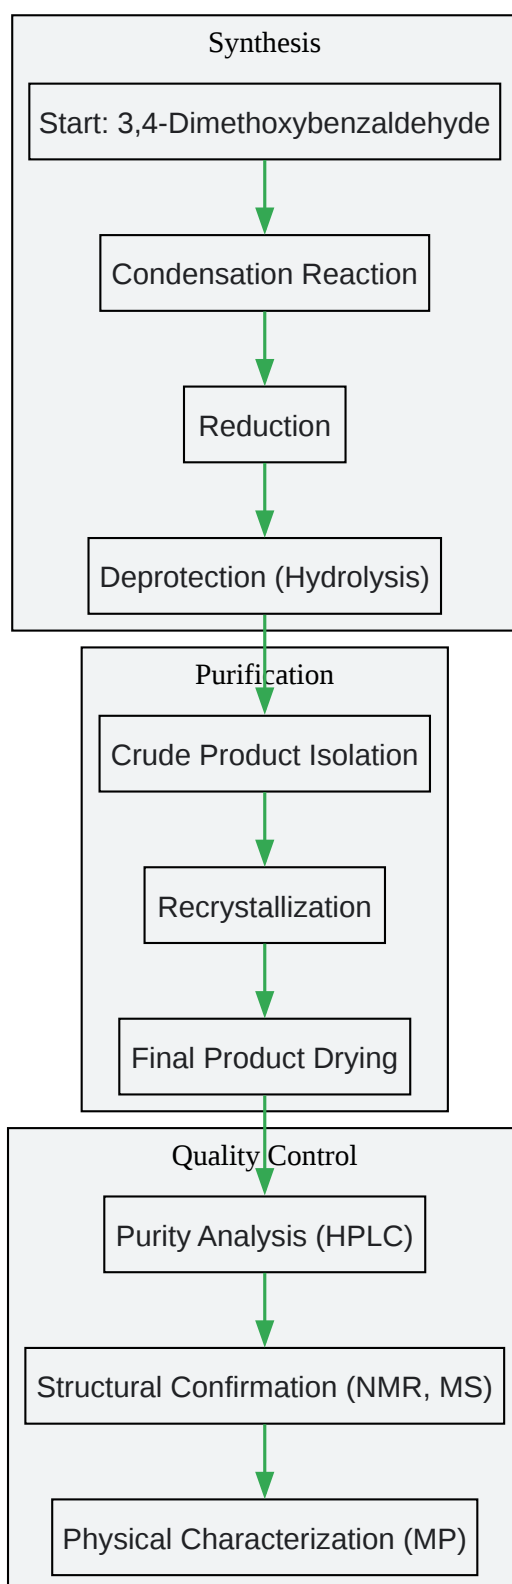 Synthesis
Start: 3,4-Dimethoxybenzaldehyde
Condensation Reaction
Reduction
Deprotection (Hydrolysis)
Purification
Crude Product Isolation
Recrystallization
Final Product Drying
Quality Control
Purity Analysis (HPLC)
Structural Confirmation (NMR, MS)
Physical Characterization (MP)